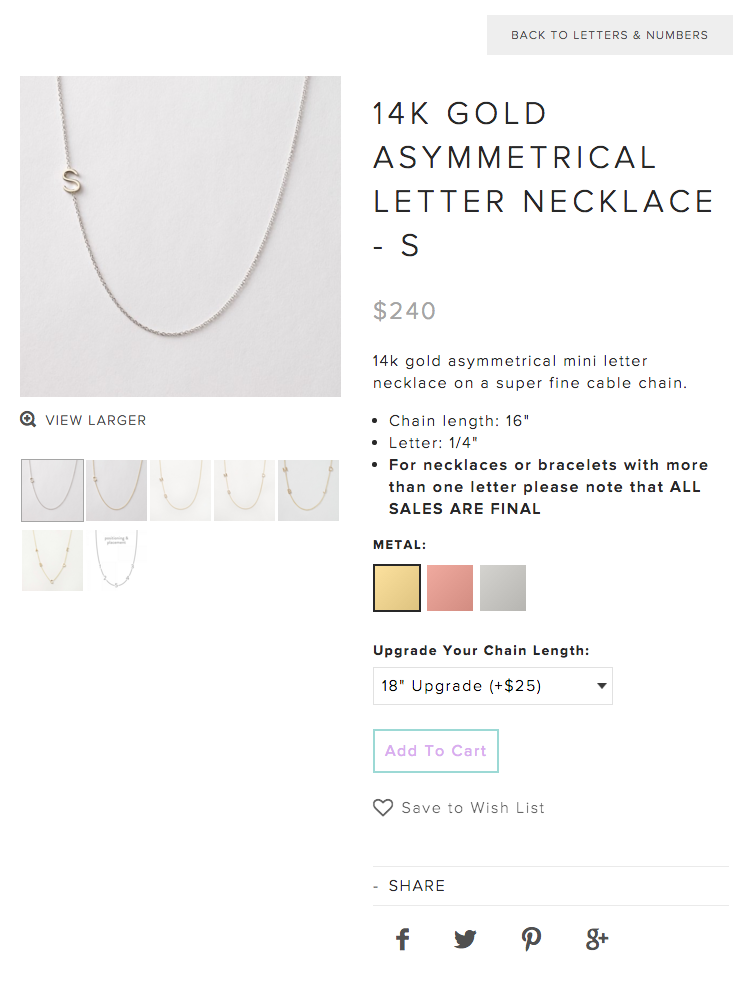 BACK TO LETTERS & NUMBERS
14K GOLD
ASYMMETRICAL
LETTER NECKLACE
- S
$240
14k gold asymmetrical mini letter
necklace on a super fine cable chain.
• Chain length: 16"
• Letter: 1/4"
• For necklaces or bracelets with more
than one letter please note that ALL
SALES ARE FINAL
METAL:
Upgrade Your Chain Length:
18" Upgrade (+$25)
Add To Cart
Save to Wish List
- SHARE
S
VIEW LARGER
positioning &
placement